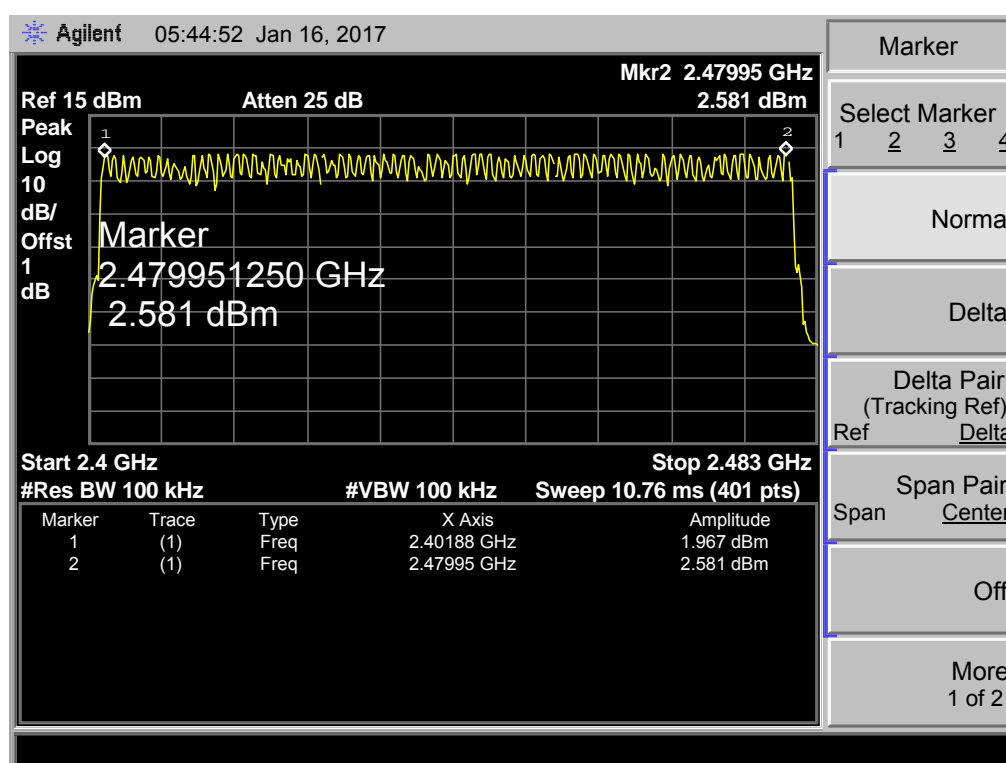 Agilent 05:44:52 Jan 16, 2017
Mkr2 2.47995 GHz
Ref 15 dBm Atten 25 dB 2.581 dBm
Peak
Log
10
dB/
Offst
1
dB
1
2
Marker
2.479951250 GHz
2.581 dBm
Start 2.4 GHz Stop 2.483 GHz
#Res BW 100 kHz #VBW 100 kHz Sweep 10.76 ms (401 pts)
Marker Trace Type X Axis Amplitude
1 (1) Freq 2.40188 GHz 1.967 dBm
2 (1) Freq 2.47995 GHz 2.581 dBm
Marker
Select Marker
1 2 3 4
Norma
Delta
Delta Pair
(Tracking Ref)
Ref Delta
Span Pair
Span Center
Off
More
1 of 2